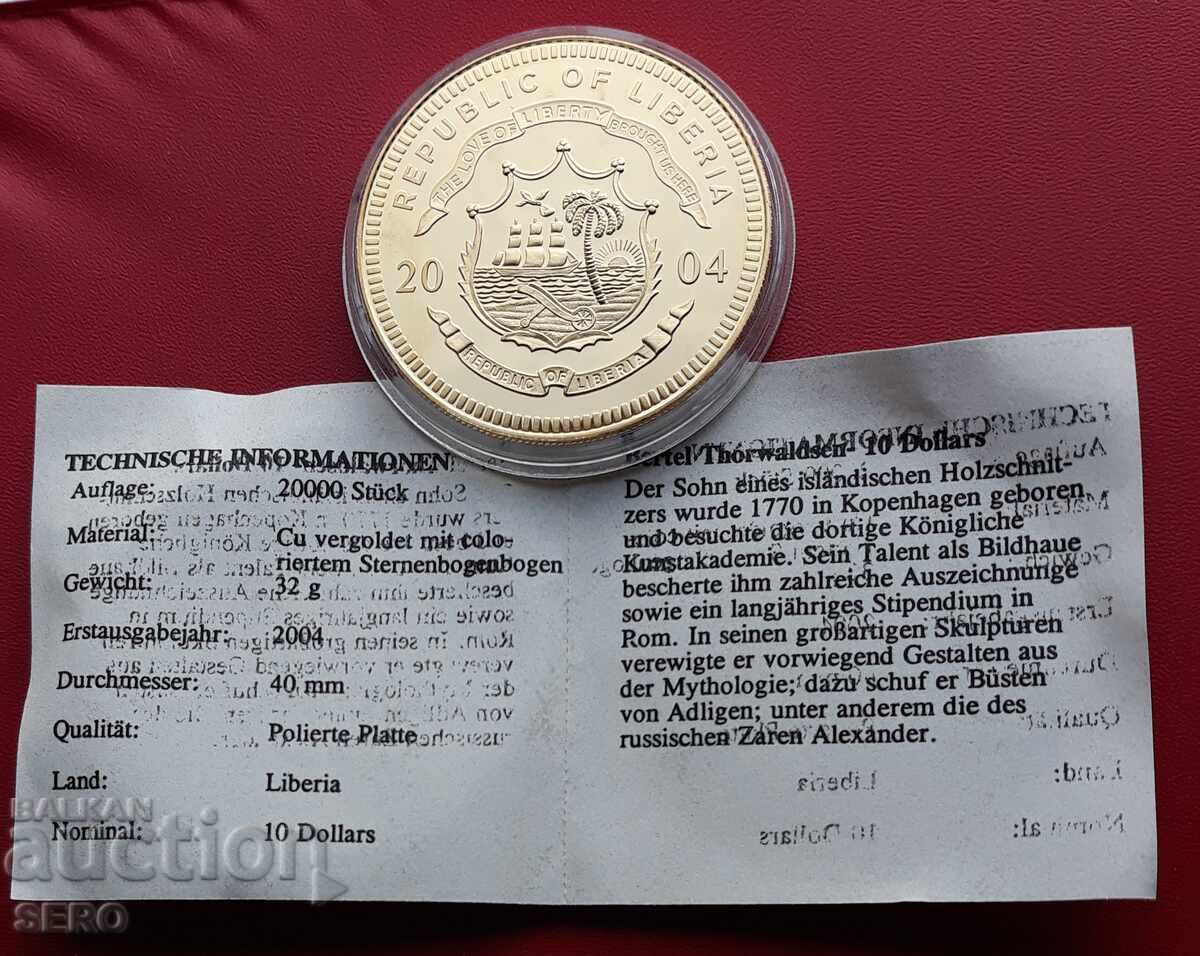 REPUBLIC OF LIBERIA
THE LOVE OF LIBERTY BROUGHT US HERE
20 04
REPUBLIC OF LIBERIA
TECHNISCHE INFORMATIONEN
Auflage: 20000 Stück
Material: Cu vergoldet mit colo-
riertem Sternenbogenbogen
Gewicht: 32 g
Erstausgabejahr: 2004
Durchmesser: 40 mm
Qualität: Polierte Platte
Land: Liberia
Nominal: 10 Dollars
Bertel Thorwaldsen- 10 Dollars
Der Sohn eines isländischen Holzschnit-
zers wurde 1770 in Kopenhagen geboren
und besuchte die dortige Königliche
Kunstakademie. Sein Talent als Bildhaue
bescherte ihm zahlreiche Auszeichnunge
sowie ein langjähriges Stipendium in
Rom. In seinen großartigen Skulpturen
verewigte er vorwiegend Gestalten aus
der Mythologie; dazu schuf er Büsten
von Adligen; unter anderem die des
russischen Zaren Alexander.
BALKAN
auction
SERO